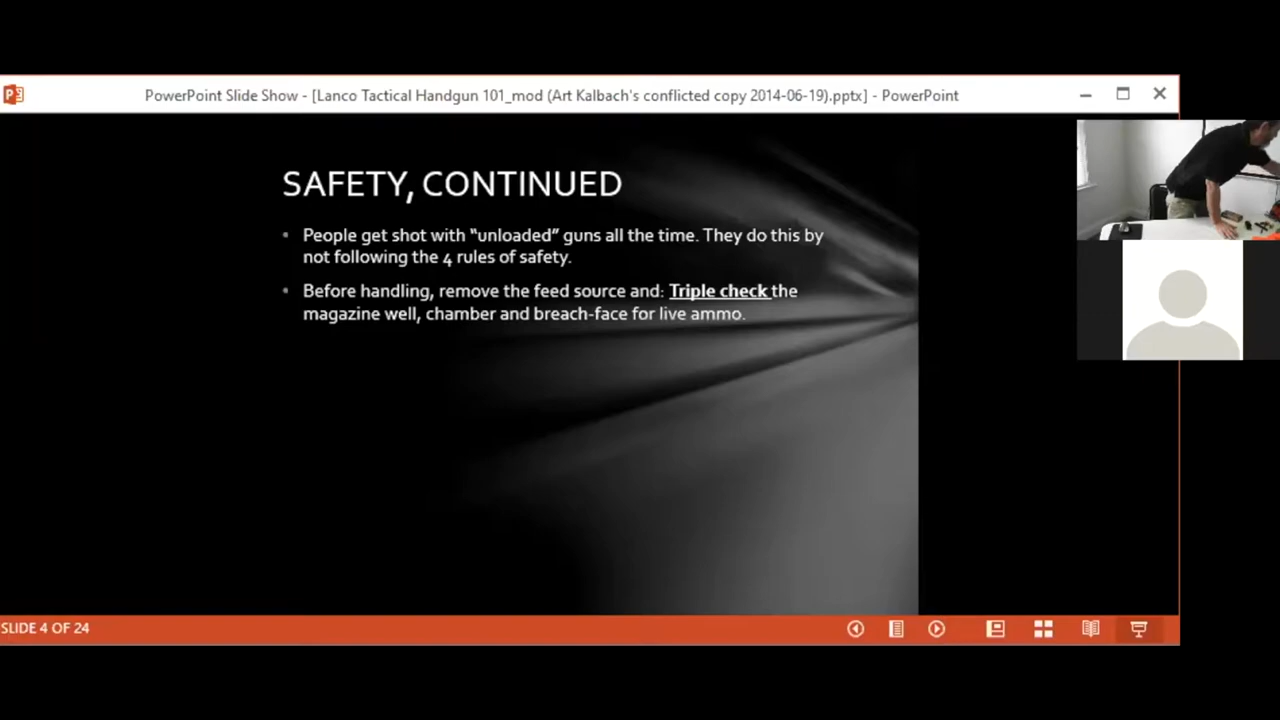 PowerPoint Slide Show - [Lanco Tactical Handgun 101_mod (Art Kalbach's conflicted copy 2014-06-19).pptx] - PowerPoint
SAFETY, CONTINUED
• People get shot with “unloaded” guns all the time. They do this by
not following the 4 rules of safety.
• Before handling, remove the feed source and: Triple check the
magazine well, chamber and breach-face for live ammo.
SLIDE 4 OF 24